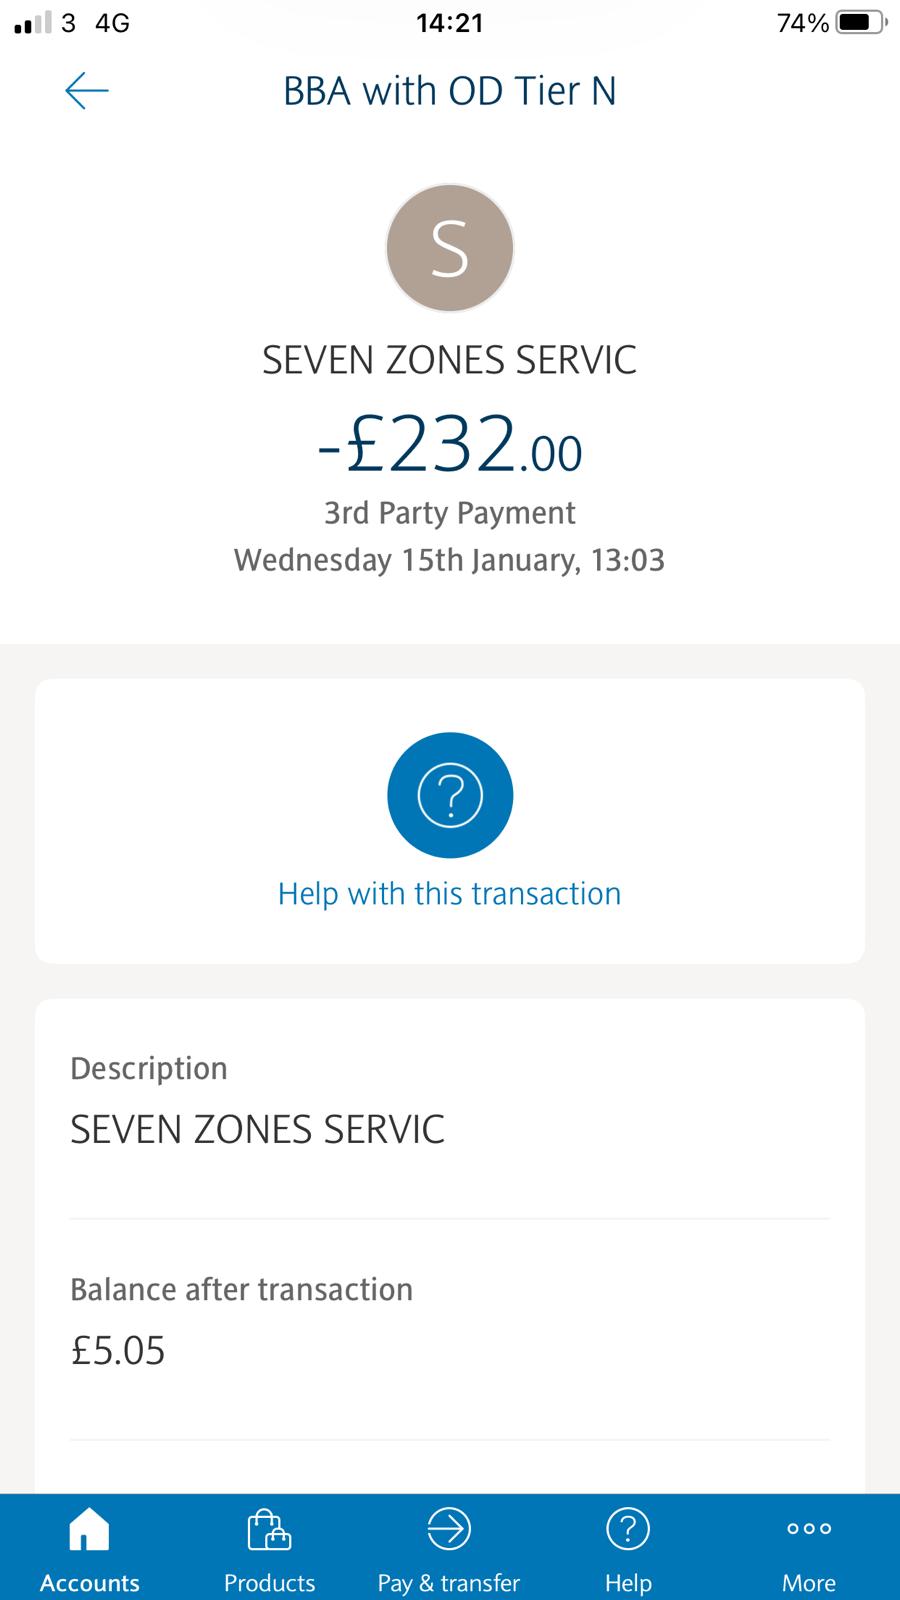 3 4G 14:21 74%
BBA with OD Tier N
S
SEVEN ZONES SERVIC
-£232.00
3rd Party Payment
Wednesday 15th January, 13:03
?
Help with this transaction
Description
SEVEN ZONES SERVIC
Balance after transaction
£5.05
?
Accounts Products Pay & transfer Help More